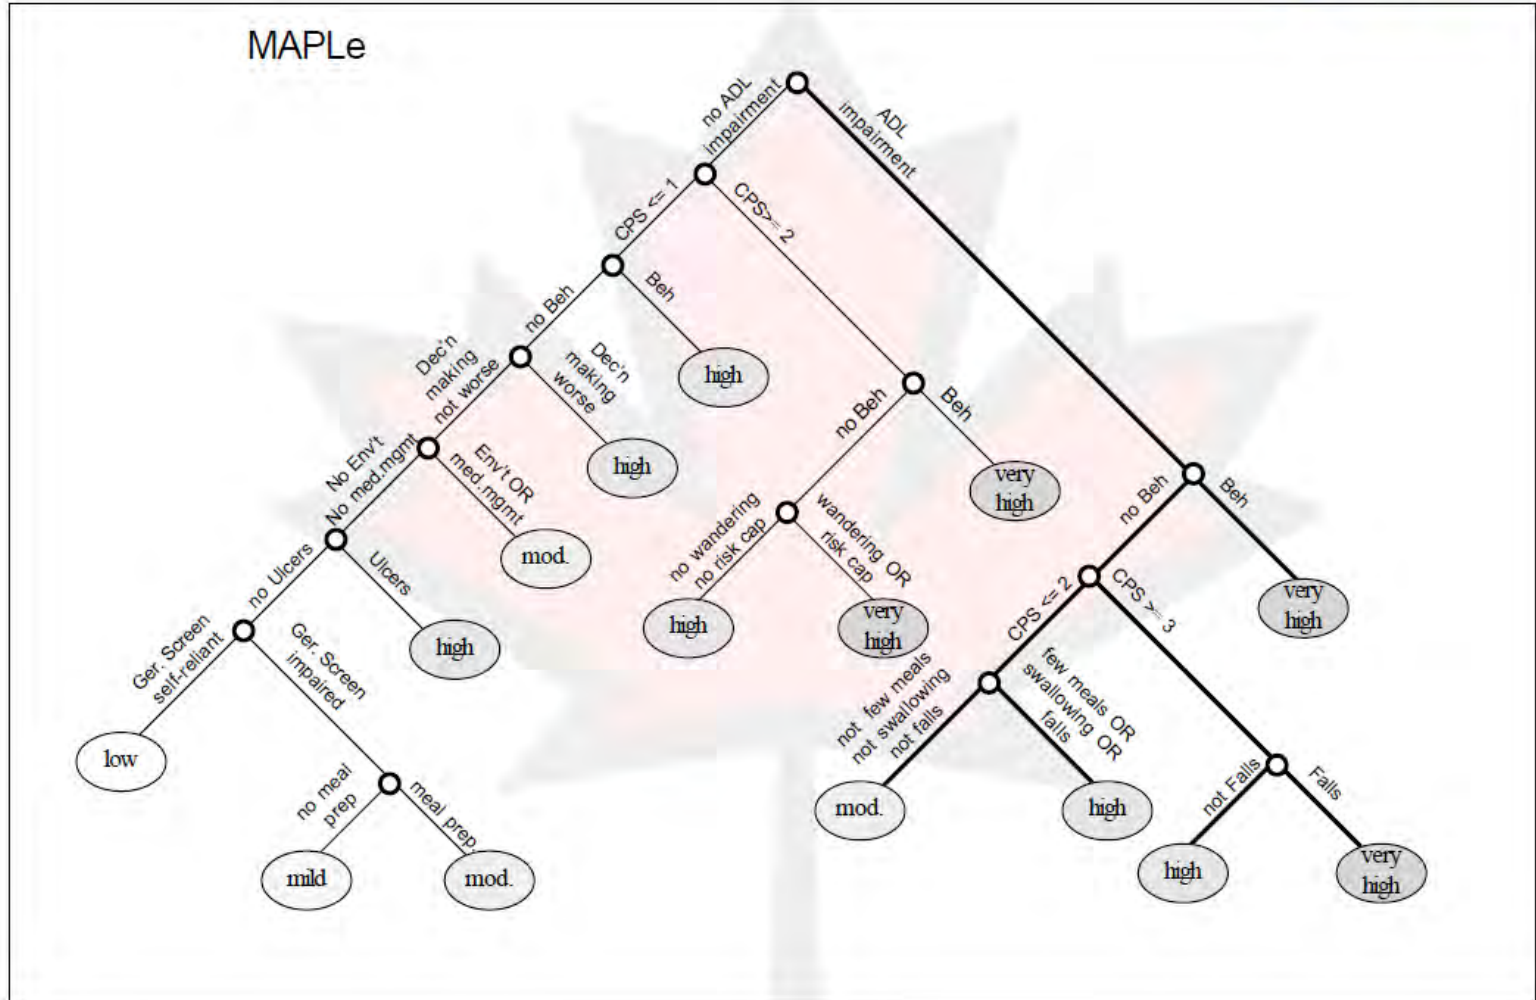 MAPLe
no ADL
impairment
ADL
impairment
CPS <= 1
CPS>= 2
no Beh
Beh
high
Dec'n
making
not worse
Dec'n
making
worse
high
no Beh
Beh
very
high
No Env't
No med.mgmt
Env't OR
med.mgmt
mod.
no wandering
no risk cap
wandering OR
risk cap
high
very
high
no Beh
Beh
very
high
no Ulcers
Ulcers
high
CPS <= 2
CPS >= 3
Ger. Screen
self-reliant
Ger. Screen
impaired
low
not few meals
not swallowing
not falls
few meals OR
swallowing OR
falls
mod.
high
no meal
prep
meal prep.
mild
mod.
not Falls
Falls
high
very
high